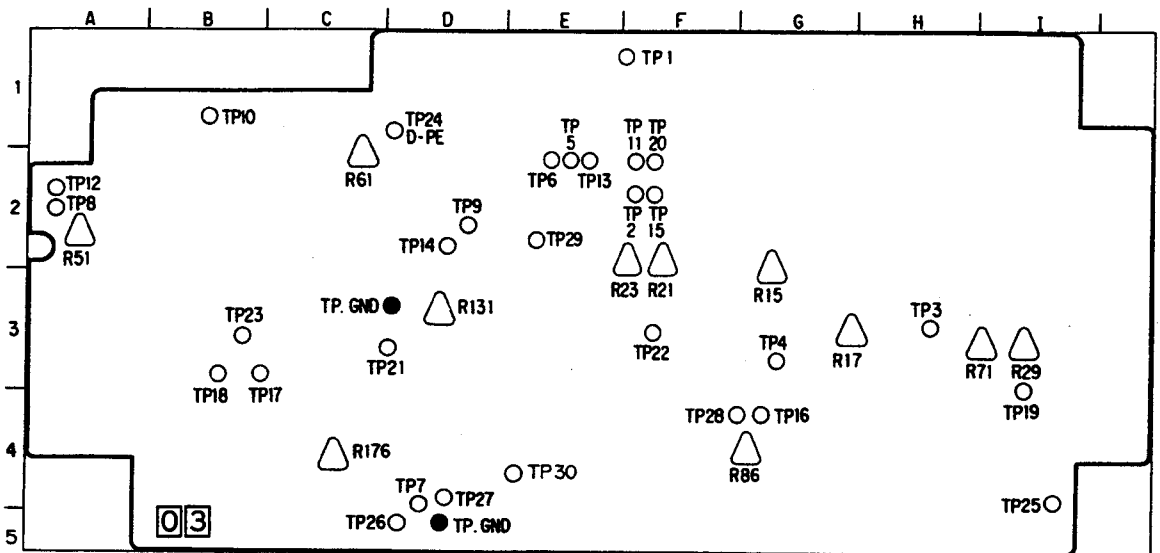 A B C D E F G H I
1
TP1
TP10
TP24
D-PE
TP
5
TP
11
TP
20
R61
TP6
TP13
2
TP12
TP8
R51
TP9
TP14
TP29
TP
2
TP
15
R23
R21
R15
3
TP23
TP. GND
R131
TP21
TP22
TP4
R17
TP3
R71
R29
TP18
TP17
TP19
4
R176
TP28
TP16
R86
TP30
TP7
TP27
TP25
5
03
TP26
TP. GND